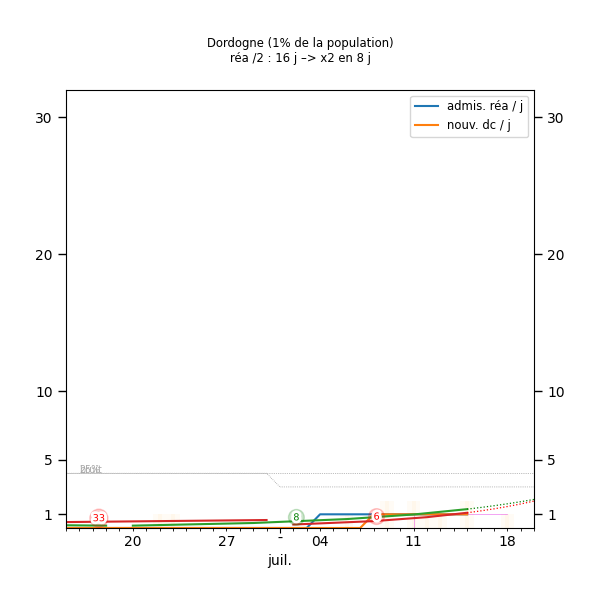 Dordogne (1% de la population)
réa /2 : 16 j –> x2 en 8 j
admis. réa / j
nouv. dc / j
30 30
20 20
10 10
5 5
1 1
33 8 6
20 27 - 04 11 18
juil.